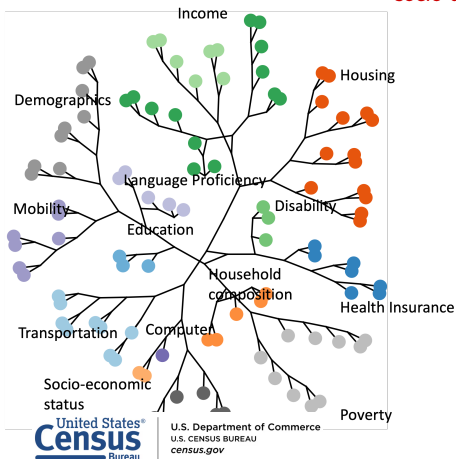 Income
Housing
Demographics
Language Proficiency
Mobility
Disability
Education
Household
composition
Health Insurance
Transportation
Computer
Socio-economic
status
Poverty
United States®
Census
Bureau
U.S. Department of Commerce
U.S. CENSUS BUREAU
census.gov